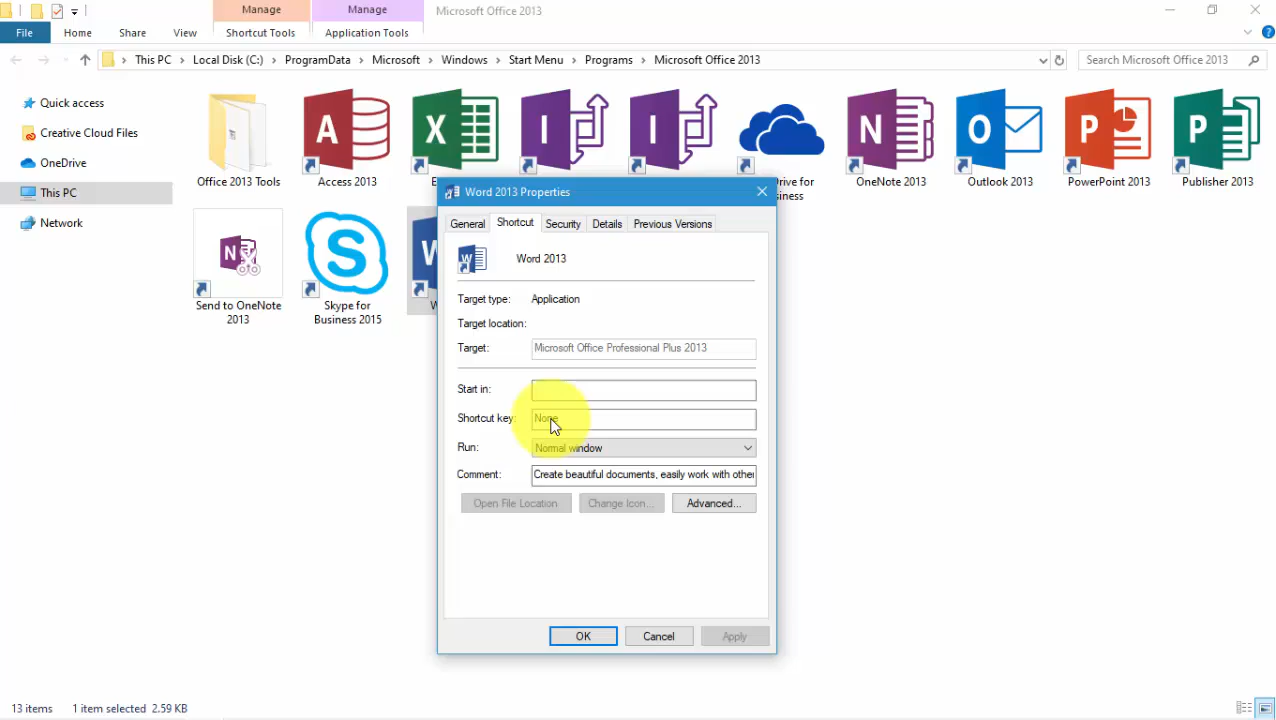 Manage
Manage
Microsoft Office 2013
File
Home
Share
View
Shortcut Tools
Application Tools
This PC
Local Disk (C:)
ProgramData
Microsoft
Windows
Start Menu
Programs
Microsoft Office 2013
Search Microsoft Office 2013
Quick access
Creative Cloud Files
OneDrive
This PC
Network
Office 2013 Tools
Access 2013
OneNote 2013
Outlook 2013
PowerPoint 2013
Publisher 2013
Send to OneNote
2013
Skype for
Business 2015
Word 2013 Properties
General
Shortcut
Security
Details
Previous Versions
Word 2013
Target type:
Application
Target location:
Target:
Microsoft Office Professional Plus 2013
Start in:
Shortcut key:
None
Run:
Normal window
Comment:
Create beautiful documents, easily work with other
Open File Location
Change Icon...
Advanced...
OK
Cancel
Apply
13 items
1 item selected 2.59 KB